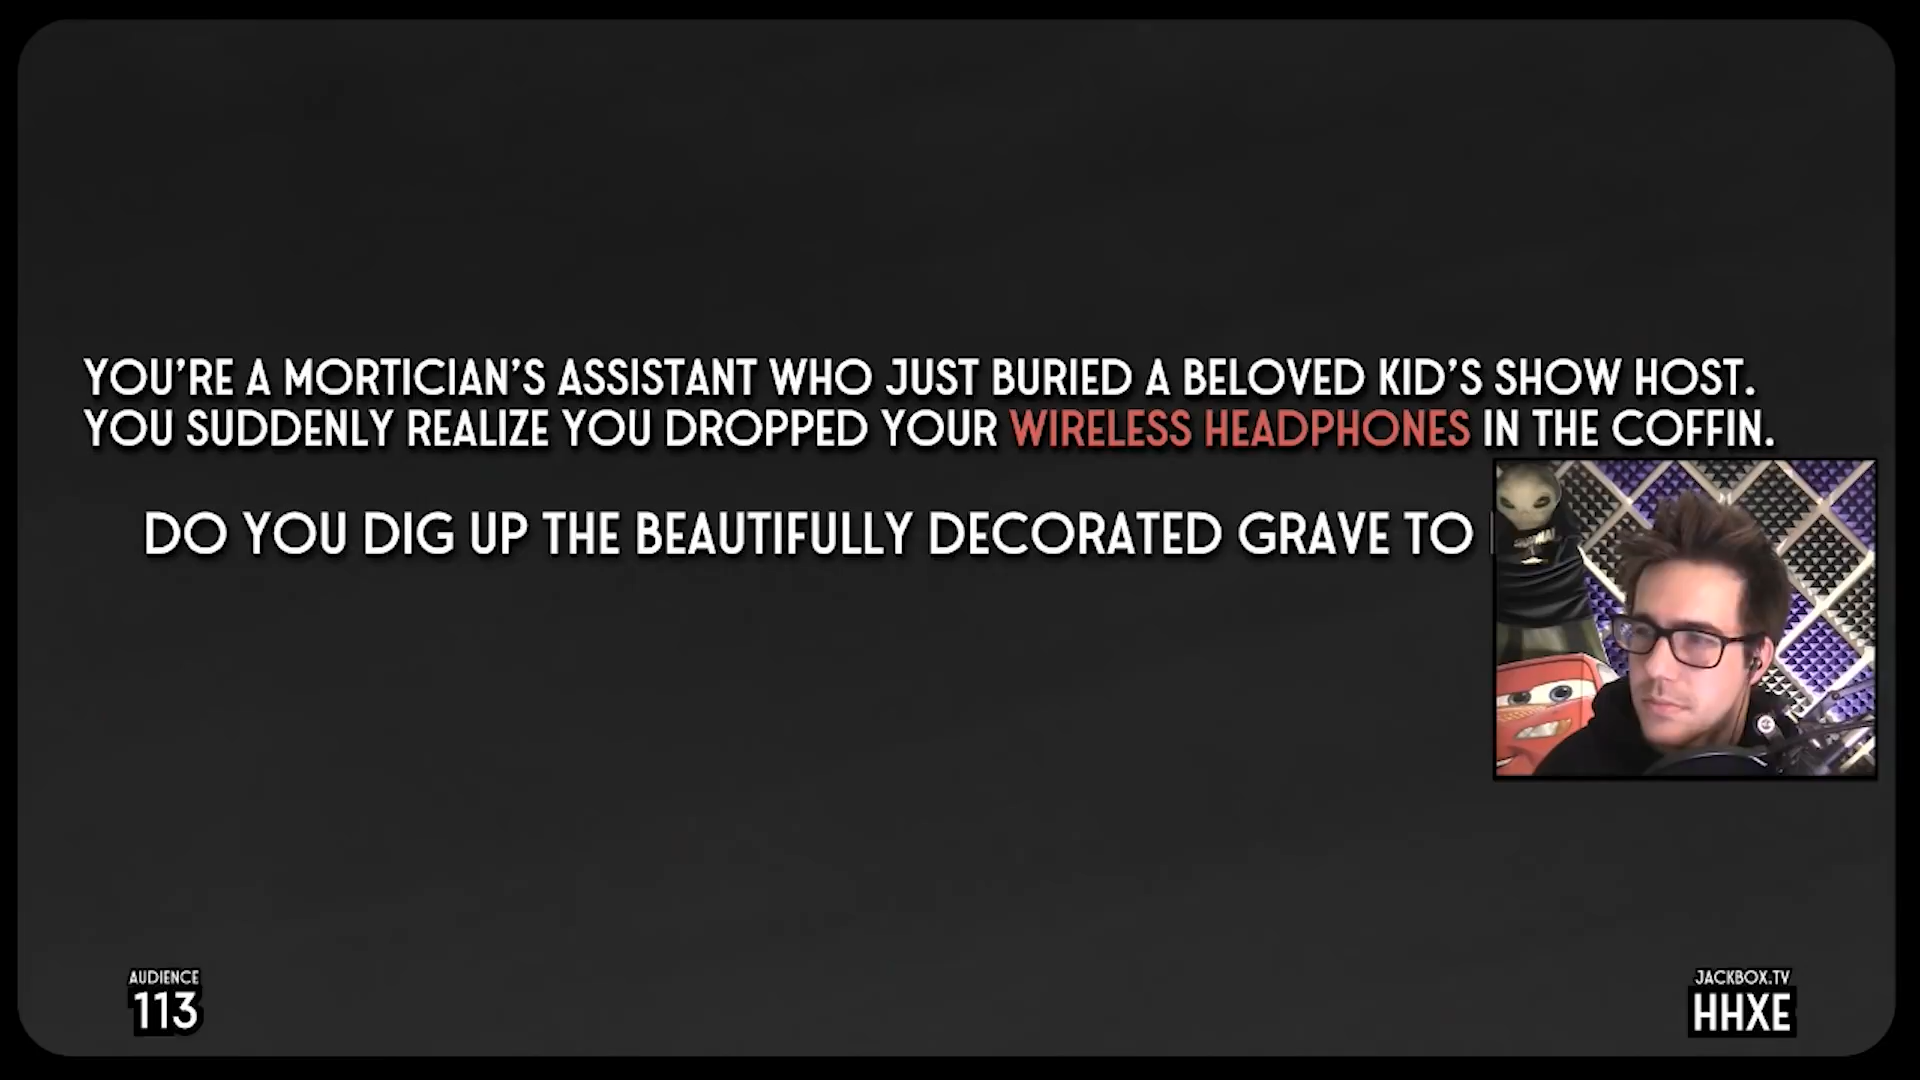 YOU'RE A MORTICIAN'S ASSISTANT WHO JUST BURIED A BELOVED KID'S SHOW HOST.
YOU SUDDENLY REALIZE YOU DROPPED YOUR WIRELESS HEADPHONES IN THE COFFIN.
DO YOU DIG UP THE BEAUTIFULLY DECORATED GRAVE TO
AUDIENCE
113
JACKBOX.TV
HHXE